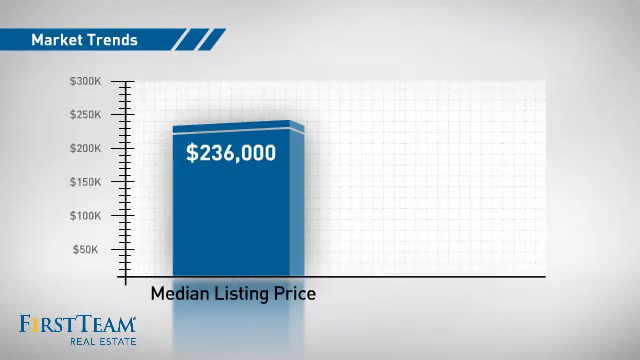 Market Trends
$300K
$250K
$200K
$150K
$100K
$50K
$236,000
Median Listing Price
FIRSTTEAM®
REAL ESTATE